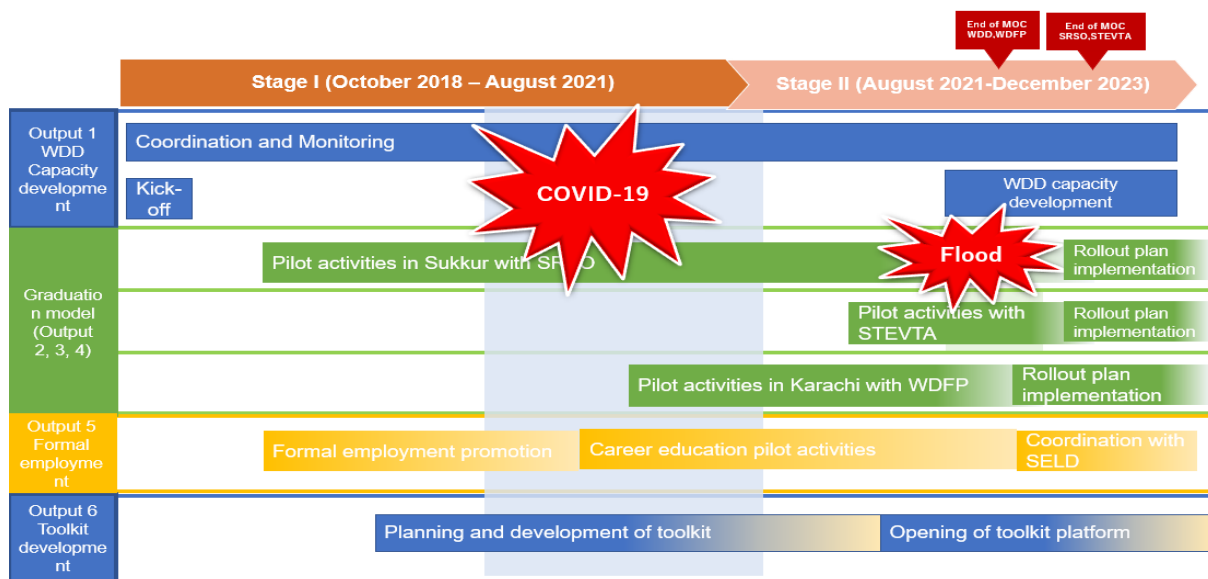 End of MOC
WDD,WDFP
End of MOC
SRSO,STEVTA
Stage I (October 2018 – August 2021)
Stage II (August 2021-December 2023)
Output 1
WDD
Capacity
developme
nt
Coordination and Monitoring
Kick-
off
COVID-19
WDD capacity
development
Graduatio
n model
(Output
2, 3, 4)
Pilot activities in Sukkur with
Flood
Rollout plan
implementation
Pilot activities with
STEVTA
Rollout plan
implementation
Pilot activities in Karachi with WDFP
Rollout plan
implementation
Output 5
Formal
employme
nt
Formal employment promotion
Career education pilot activities
Coordination with
SELD
Output 6
Toolkit
developme
nt
Planning and development of toolkit
Opening of toolkit platform